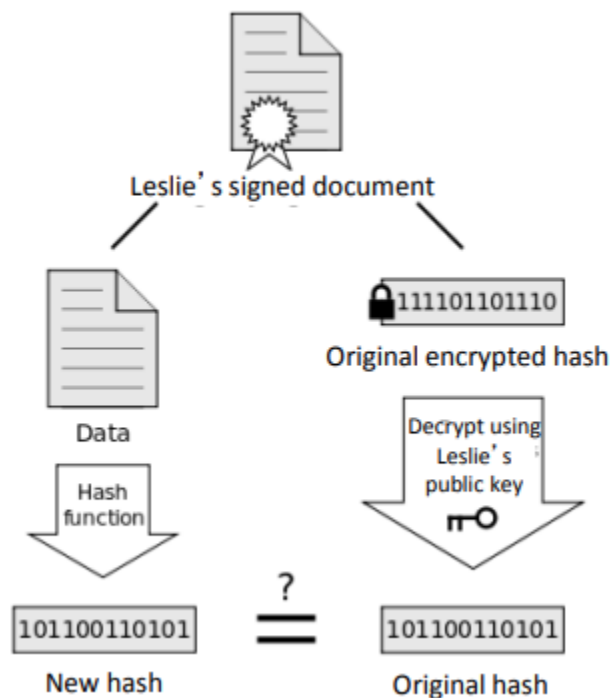 Leslie's signed document
111101101110
Original encrypted hash
Data
Decrypt using
Leslie's
public key
Hash
function
?
101100110101
101100110101
New hash
Original hash